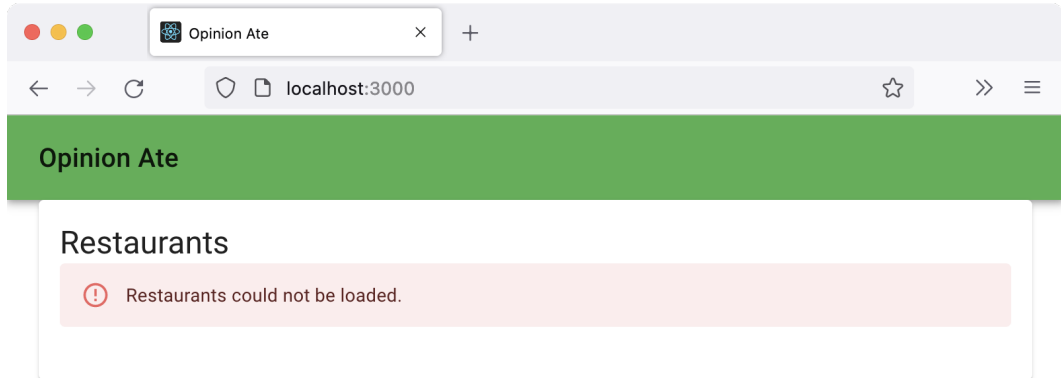 Opinion Ate
localhost:3000
Opinion Ate
Restaurants
Restaurants could not be loaded.